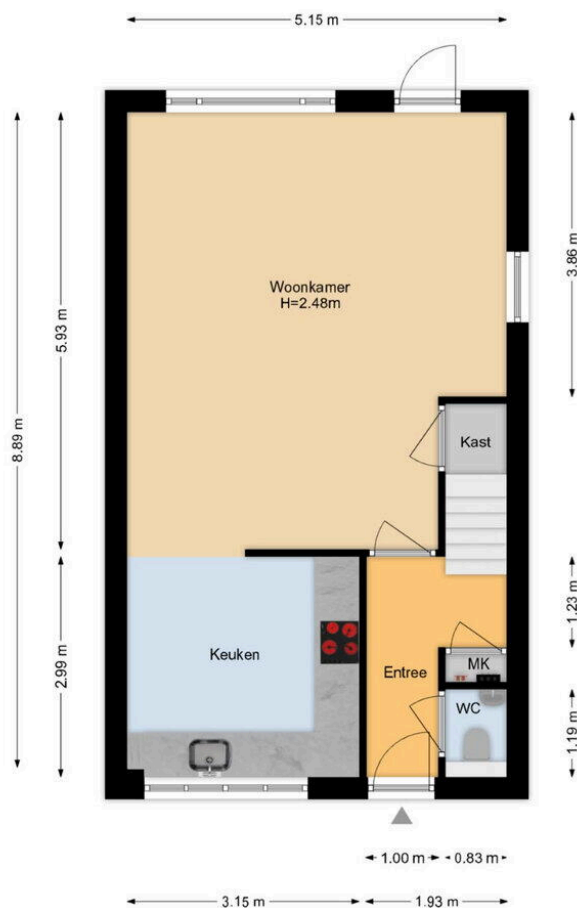 5.15 m
8.89 m
5.93 m
3.86 m
Woonkamer
H=2.48m
Kast
2.99 m
1.23 m
Keuken
Entree
MK
WC
1.19 m
1.00 m
0.83 m
3.15 m
1.93 m